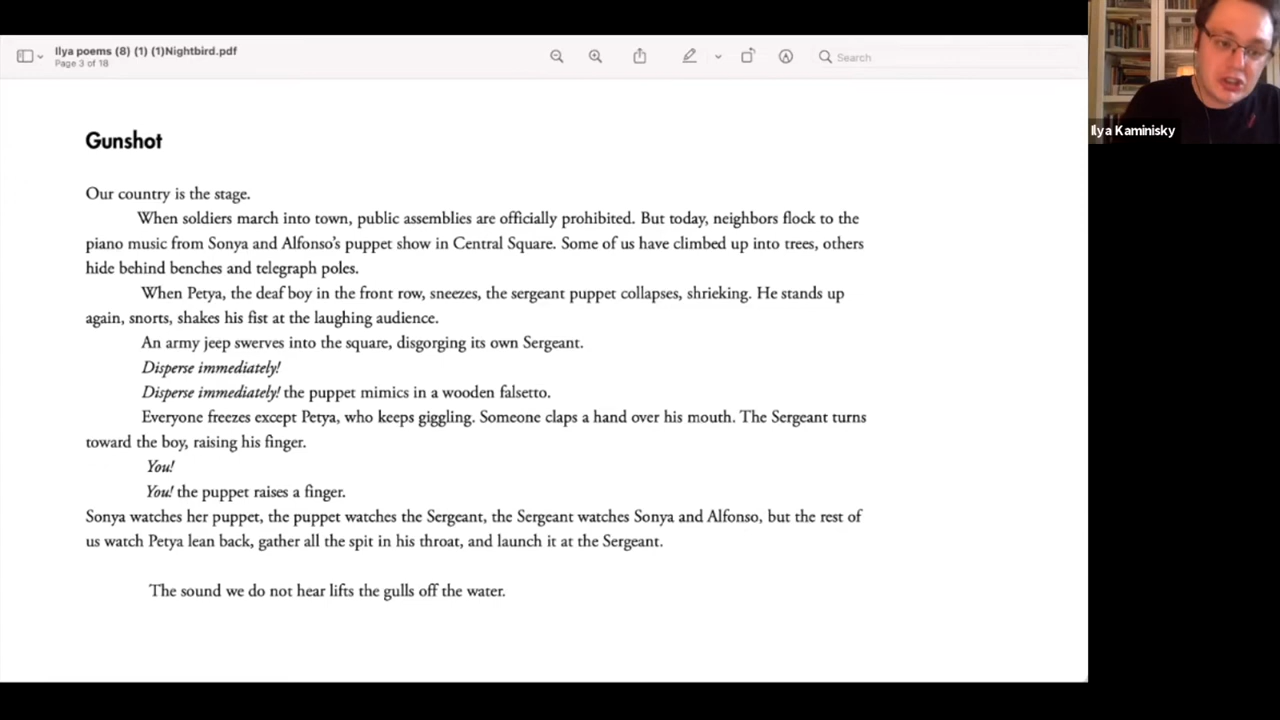 Ilya poems (8) (1) (1)Nightbird.pdf
Page 3 of 18
Search
Ilya Kaminisky
Gunshot
Our country is the stage.
When soldiers march into town, public assemblies are officially prohibited. But today, neighbors flock to the
piano music from Sonya and Alfonso’s puppet show in Central Square. Some of us have climbed up into trees, others
hide behind benches and telegraph poles.
When Petya, the deaf boy in the front row, sneezes, the sergeant puppet collapses, shrieking. He stands up
again, snorts, shakes his fist at the laughing audience.
An army jeep swerves into the square, disgorging its own Sergeant.
Disperse immediately!
Disperse immediately! the puppet mimics in a wooden falsetto.
Everyone freezes except Petya, who keeps giggling. Someone claps a hand over his mouth. The Sergeant turns
toward the boy, raising his finger.
You!
You! the puppet raises a finger.
Sonya watches her puppet, the puppet watches the Sergeant, the Sergeant watches Sonya and Alfonso, but the rest of
us watch Petya lean back, gather all the spit in his throat, and launch it at the Sergeant.
The sound we do not hear lifts the gulls off the water.